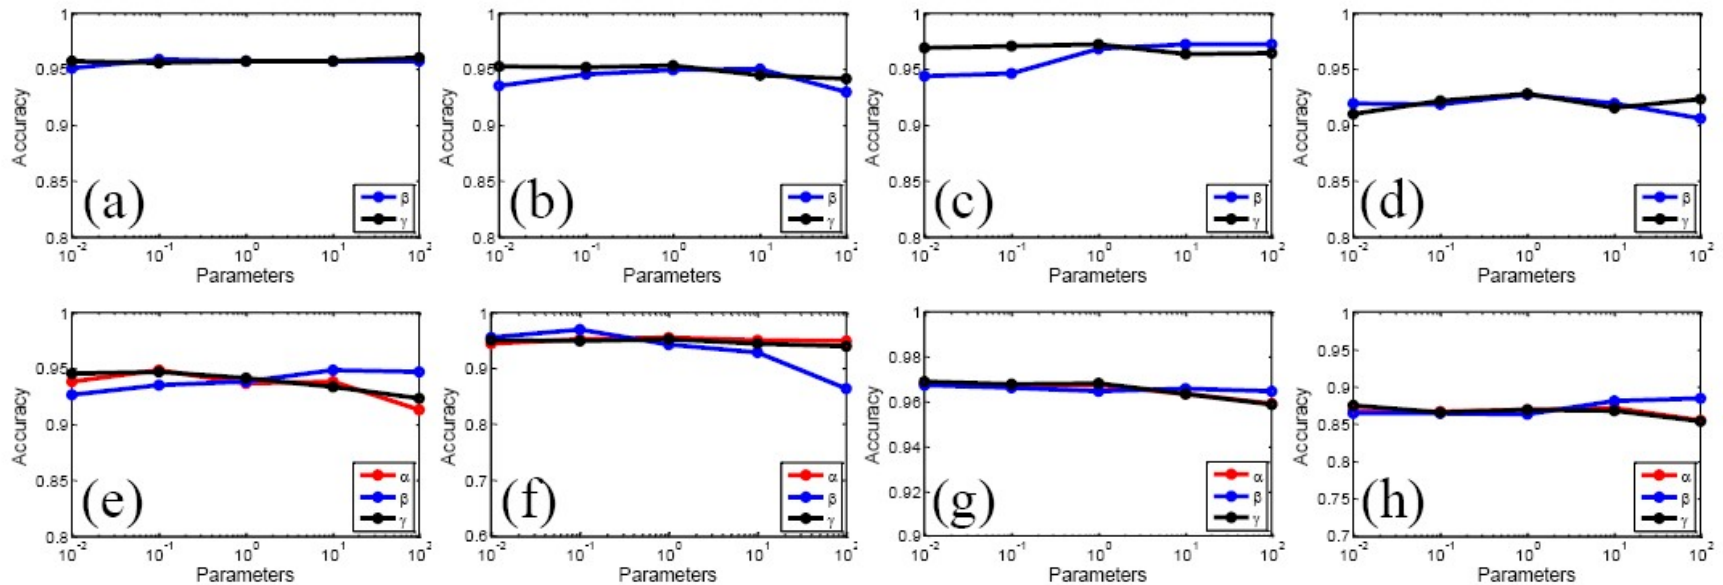 1
0.95
0.9
0.85
0.8
Accuracy
(a)
β
γ
10⁻² 10⁻¹ 10⁰ 10¹ 10²
Parameters
1
0.95
0.9
0.85
0.8
Accuracy
(b)
β
γ
10⁻² 10⁻¹ 10⁰ 10¹ 10²
Parameters
1
0.95
0.9
0.85
0.8
Accuracy
(c)
β
γ
10⁻² 10⁻¹ 10⁰ 10¹ 10²
Parameters
1
0.95
0.9
0.85
0.8
Accuracy
(d)
β
γ
10⁻² 10⁻¹ 10⁰ 10¹ 10²
Parameters
1
0.95
0.9
0.85
0.8
Accuracy
(e)
α
β
γ
10⁻² 10⁻¹ 10⁰ 10¹ 10²
Parameters
1
0.9
0.8
0.7
0.6
Accuracy
(f)
α
β
γ
10⁻² 10⁻¹ 10⁰ 10¹ 10²
Parameters
1
0.98
0.96
0.94
0.92
0.9
Accuracy
(g)
α
β
γ
10⁻² 10⁻¹ 10⁰ 10¹ 10²
Parameters
1
0.95
0.9
0.85
0.8
0.75
0.7
Accuracy
(h)
α
β
γ
10⁻² 10⁻¹ 10⁰ 10¹ 10²
Parameters